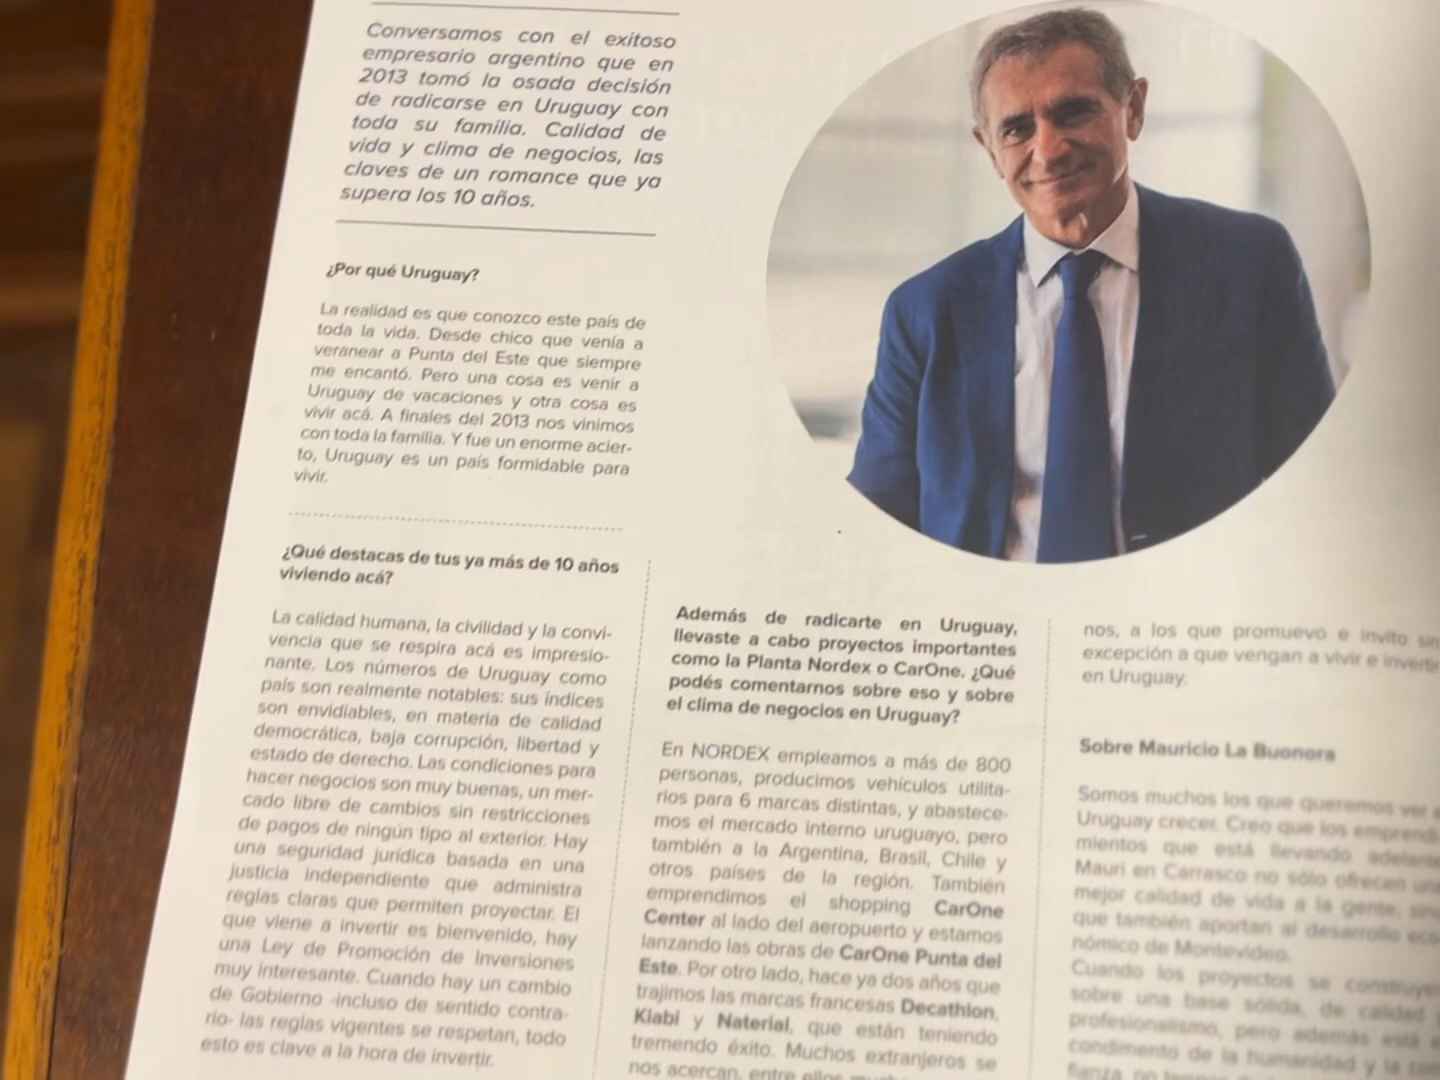 Conversamos con el exitoso
empresario argentino que en
2013 tomó la osada decisión
de radicarse en Uruguay con
toda su familia. Calidad de
vida y clima de negocios, las
claves de un romance que ya
supera los 10 años.
¿Por qué Uruguay?
La realidad es que conozco este país de
toda la vida. Desde chico que venía a
veranear a Punta del Este que siempre
me encantó. Pero una cosa es venir a
Uruguay de vacaciones y otra cosa es
vivir acá. A finales del 2013 nos vinimos
con toda la familia. Y fue un enorme acier-
to, Uruguay es un país formidable para
vivir.
¿Qué destacas de tus ya más de 10 años
viviendo acá?
La calidad humana, la civilidad y la convi-
vencia que se respira acá es impresio-
nante. Los números de Uruguay como
país son realmente notables: sus índices
son envidiables, en materia de calidad
democrática, baja corrupción, libertad y
estado de derecho. Las condiciones para
hacer negocios son muy buenas, un mer-
cado libre de cambios sin restricciones
de pagos de ningún tipo al exterior. Hay
una seguridad jurídica basada en una
justicia independiente que administra
reglas claras que permiten proyectar. El
que viene a invertir es bienvenido, hay
una Ley de Promoción de Inversiones
muy interesante. Cuando hay un cambio
de Gobierno -incluso de sentido contra-
rio- las reglas vigentes se respetan, todo
esto es clave a la hora de invertir.
Además de radicarte en Uruguay,
llevaste a cabo proyectos importantes
como la Planta Nordex o CarOne. ¿Qué
podés comentarnos sobre eso y sobre
el clima de negocios en Uruguay?
En NORDEX empleamos a más de 800
personas, producimos vehículos utilita-
rios para 6 marcas distintas, y abastece-
mos el mercado interno uruguayo, pero
también a la Argentina, Brasil, Chile y
otros países de la región. También
emprendimos el shopping CarOne
Center al lado del aeropuerto y estamos
lanzando las obras de CarOne Punta del
Este. Por otro lado, hace ya dos años que
trajimos las marcas francesas Decathlon,
Kiabi y Naterial, que están teniendo
tremendo éxito. Muchos extranjeros se
nos acercan, entre ellos
nos, a los que promuevo e invito sin
excepción a que vengan a vivir e invertir
en Uruguay.
Sobre Mauricio La Buonora
Somos muchos los que queremos ver a
Uruguay crecer. Creo que los emprendi-
mientos que está llevando adelante
Mauri en Carrasco no sólo ofrecen una
mejor calidad de vida a la gente, sino
que también aportan al desarrollo eco-
nómico de Montevideo.
Cuando los proyectos se construyen
sobre una base sólida, de calidad y
profesionalismo, pero además está el
condimento de la humanidad y la con-
fianza, no